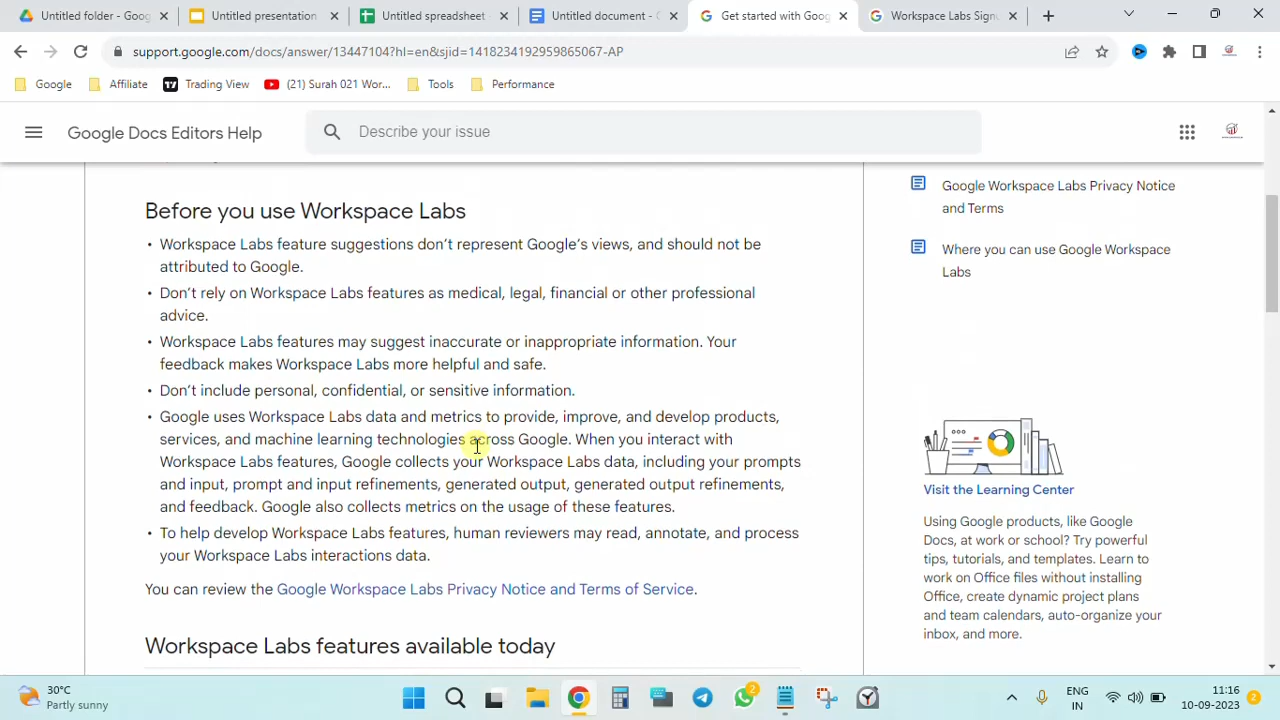 Untitled folder - Goog
Untitled presentation
Untitled spreadsheet -
Untitled document - G
Get started with Goog
Workspace Labs Sign
support.google.com/docs/answer/13447104?hl=en&sjid=1418234192959865067-AP
Google
Affiliate
Trading View
(21) Surah 021 Wor...
Tools
Performance
Google Docs Editors Help
Describe your issue
Before you use Workspace Labs
• Workspace Labs feature suggestions don't represent Google's views, and should not be
attributed to Google.
• Don't rely on Workspace Labs features as medical, legal, financial or other professional
advice.
• Workspace Labs features may suggest inaccurate or inappropriate information. Your
feedback makes Workspace Labs more helpful and safe.
• Don't include personal, confidential, or sensitive information.
• Google uses Workspace Labs data and metrics to provide, improve, and develop products,
services, and machine learning technologies across Google. When you interact with
Workspace Labs features, Google collects your Workspace Labs data, including your prompts
and input, prompt and input refinements, generated output, generated output refinements,
and feedback. Google also collects metrics on the usage of these features.
• To help develop Workspace Labs features, human reviewers may read, annotate, and process
your Workspace Labs interactions data.
You can review the Google Workspace Labs Privacy Notice and Terms of Service.
Workspace Labs features available today
Google Workspace Labs Privacy Notice
and Terms
Where you can use Google Workspace
Labs
Visit the Learning Center
Using Google products, like Google
Docs, at work or school? Try powerful
tips, tutorials, and templates. Learn to
work on Office files without installing
Office, create dynamic project plans
and team calendars, auto-organize your
inbox, and more.
30°C
Partly sunny
2
ENG
IN
11:16
10-09-2023
2